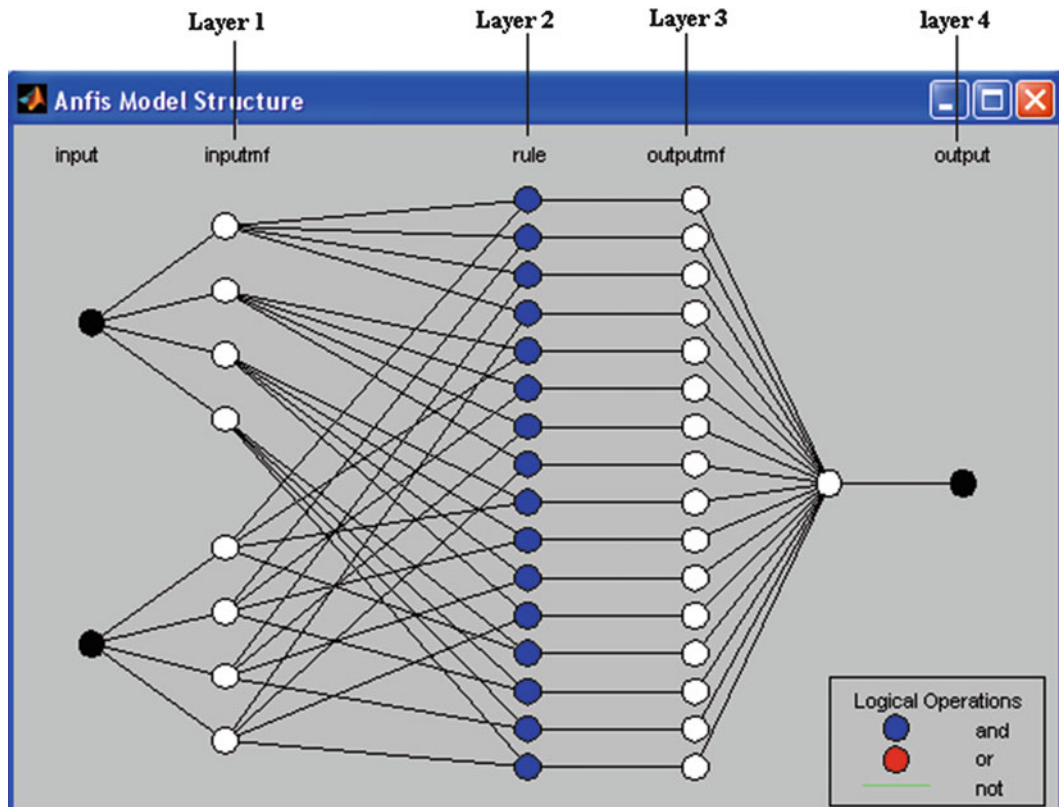 Layer 1 Layer 2 Layer 3 layer 4
Anfis Model Structure
input inputmf rule outputmf output
Logical Operations
and
or
not